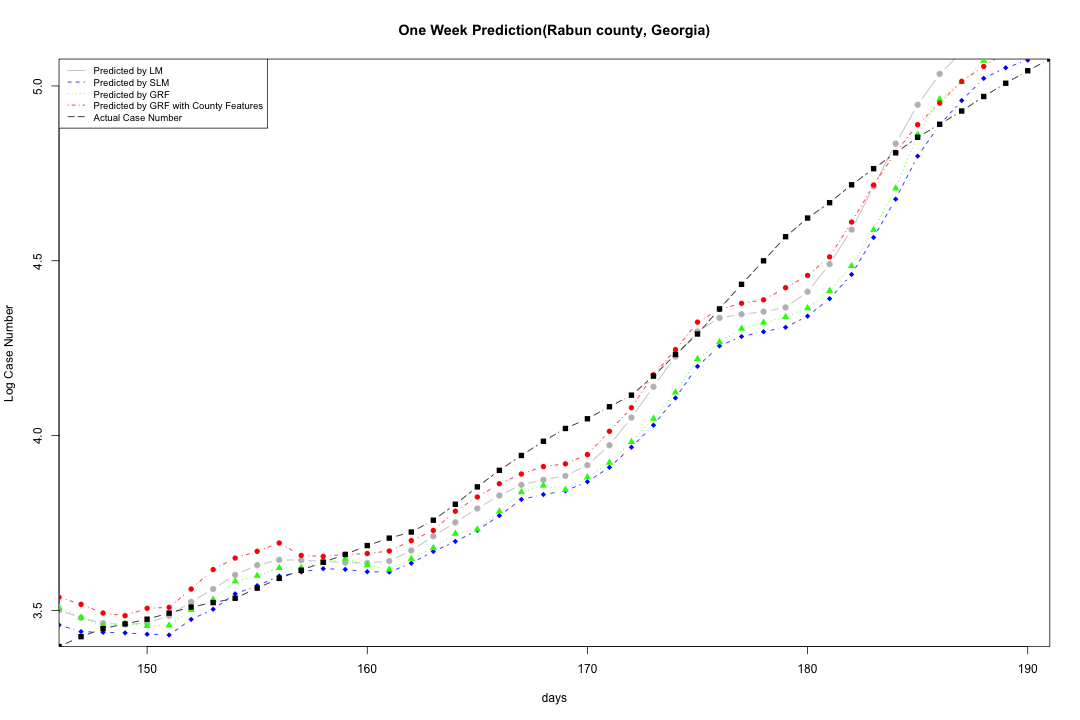 One Week Prediction(Rabun county, Georgia)
Predicted by LM
Predicted by SLM
Predicted by GRF
Predicted by GRF with County Features
Actual Case Number
5.0
4.5
4.0
3.5
Log Case Number
150 160 170 180 190
days